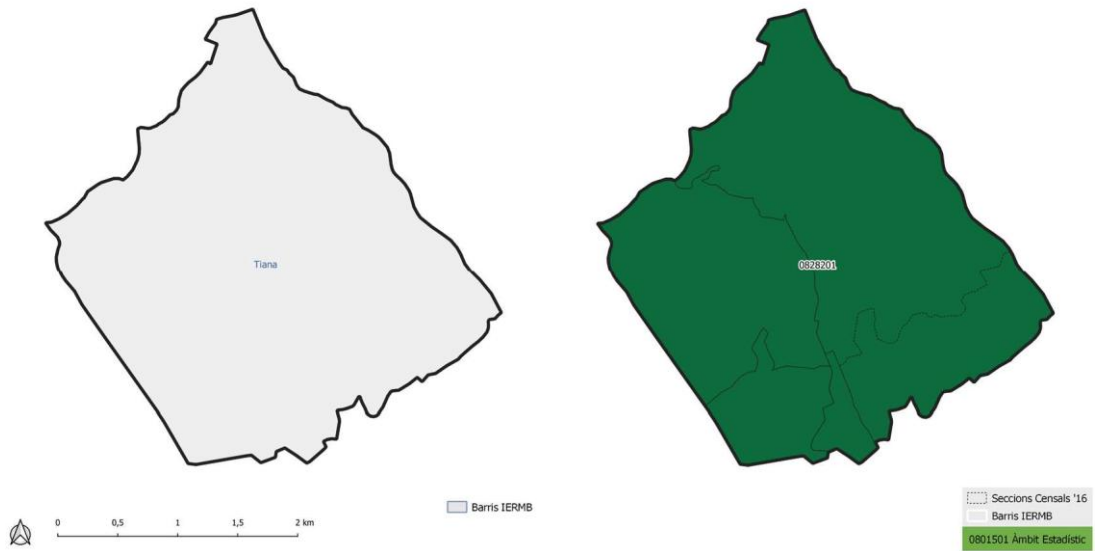 Tiana
0828201
Barris IERMB
0 0,5 1 1,5 2 km
Seccions Censals '16
Barris IERMB
0801501 Àmbit Estadístic